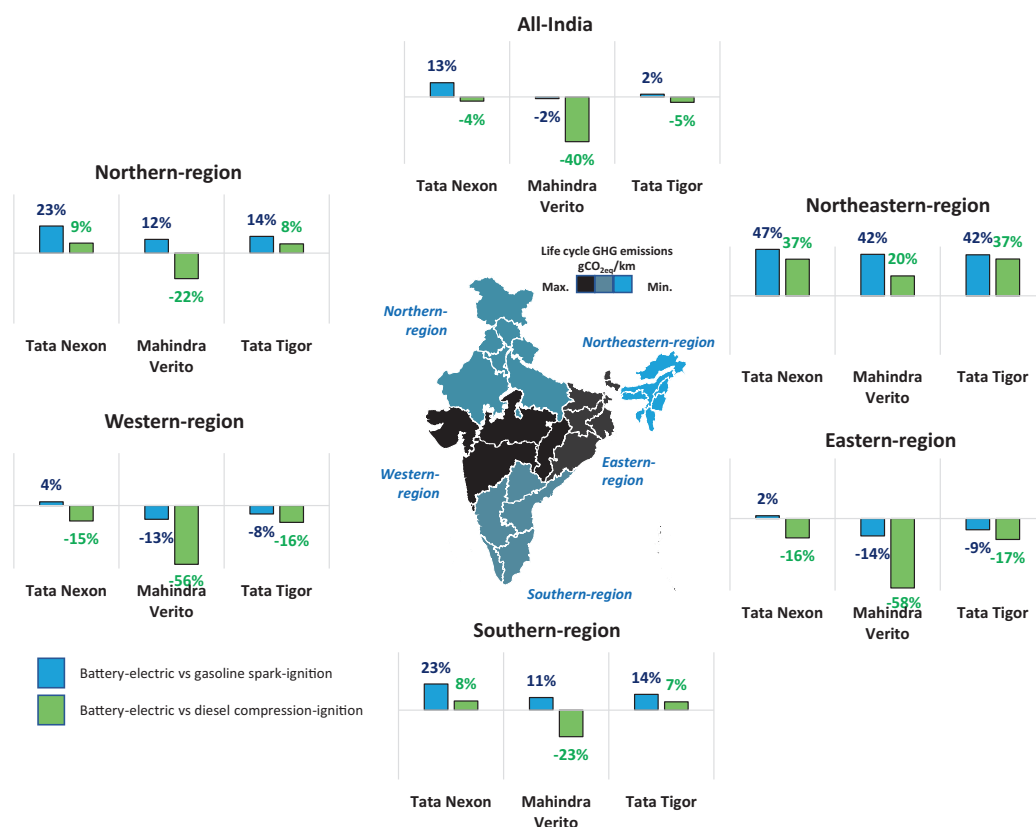 All-India
13%
2%
-4%
-2%
-5%
-40%
Tata Nexon
Mahindra
Verito
Tata Tigor
Northern-region
23%
9%
12%
14%
8%
-22%
Tata Nexon
Mahindra
Verito
Tata Tigor
Northeastern-region
47%
37%
42%
20%
42%
37%
Tata Nexon
Mahindra
Verito
Tata Tigor
Life cycle GHG emissions
gCO2eq/km
Max.
Min.
Northern-
region
Northeastern-region
Western-
region
Eastern-
region
Southern-region
Western-region
4%
-15%
-13%
-56%
-8%
-16%
Tata Nexon
Mahindra
Verito
Tata Tigor
Eastern-region
2%
-16%
-14%
-58%
-9%
-17%
Tata Nexon
Mahindra
Verito
Tata Tigor
Southern-region
23%
8%
11%
14%
7%
-23%
Tata Nexon
Mahindra
Verito
Tata Tigor
Battery-electric vs gasoline spark-ignition
Battery-electric vs diesel compression-ignition